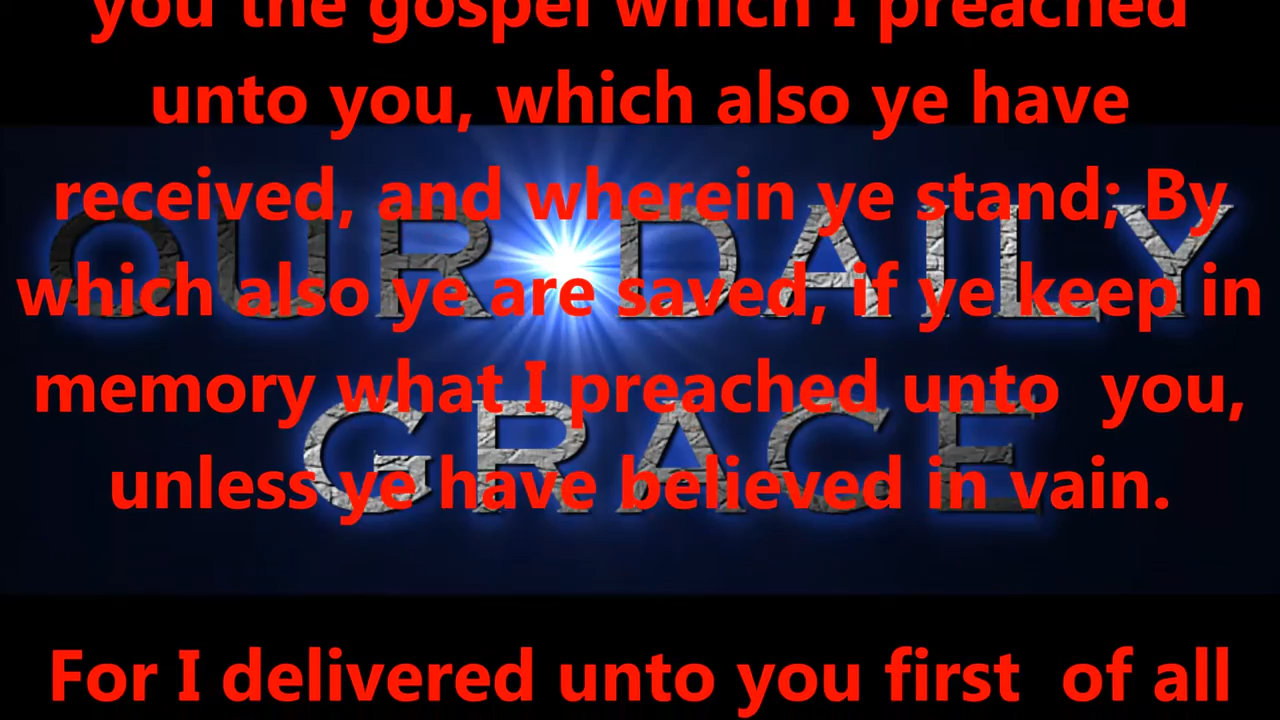 you the gospel which I preached
unto you, which also ye have
received, and wherein ye stand; By
which also ye are saved, if ye keep in
memory what I preached unto you,
unless ye have believed in vain.
For I delivered unto you first of all
OUR DAILY
GRACE